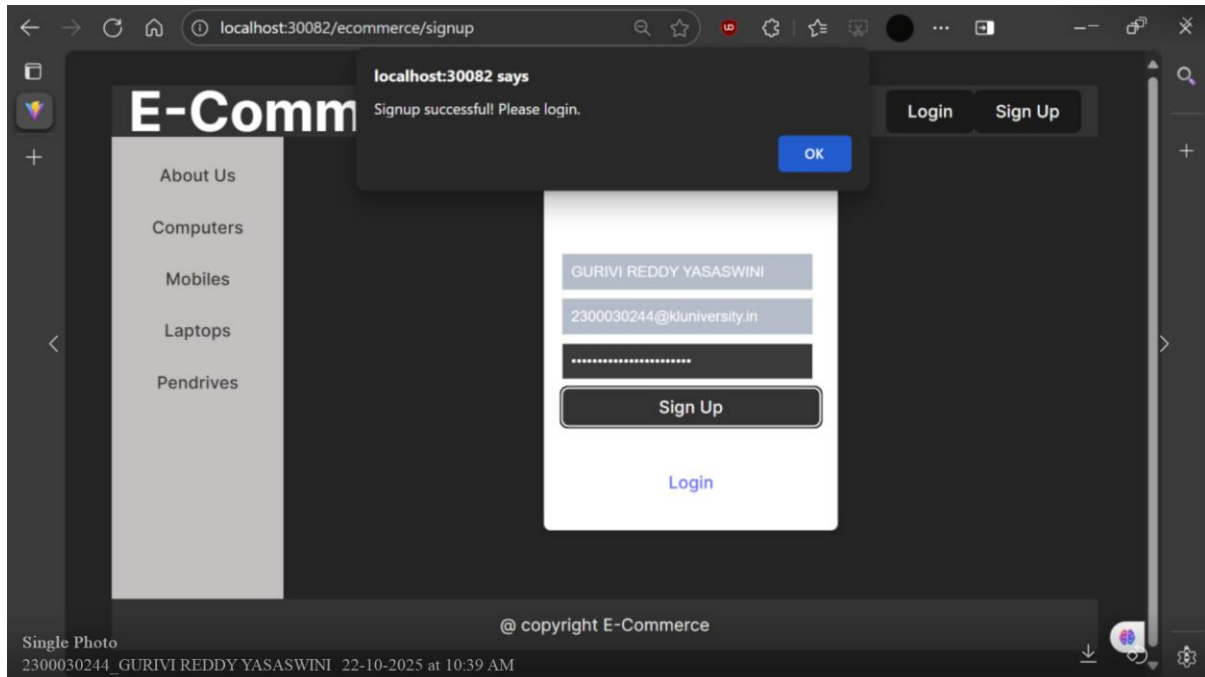 localhost:30082/ecommerce/signup
localhost:30082 says
Signup successful! Please login.
OK
E-Comm
Login
Sign Up
About Us
Computers
Mobiles
Laptops
Pendrives
GURIVI REDDY YASASWINI
2300030244@kluniversity.in
Sign Up
Login
@ copyright E-Commerce
Single Photo
2300030244_GURIVI REDDY YASASWINI 22-10-2025 at 10:39 AM